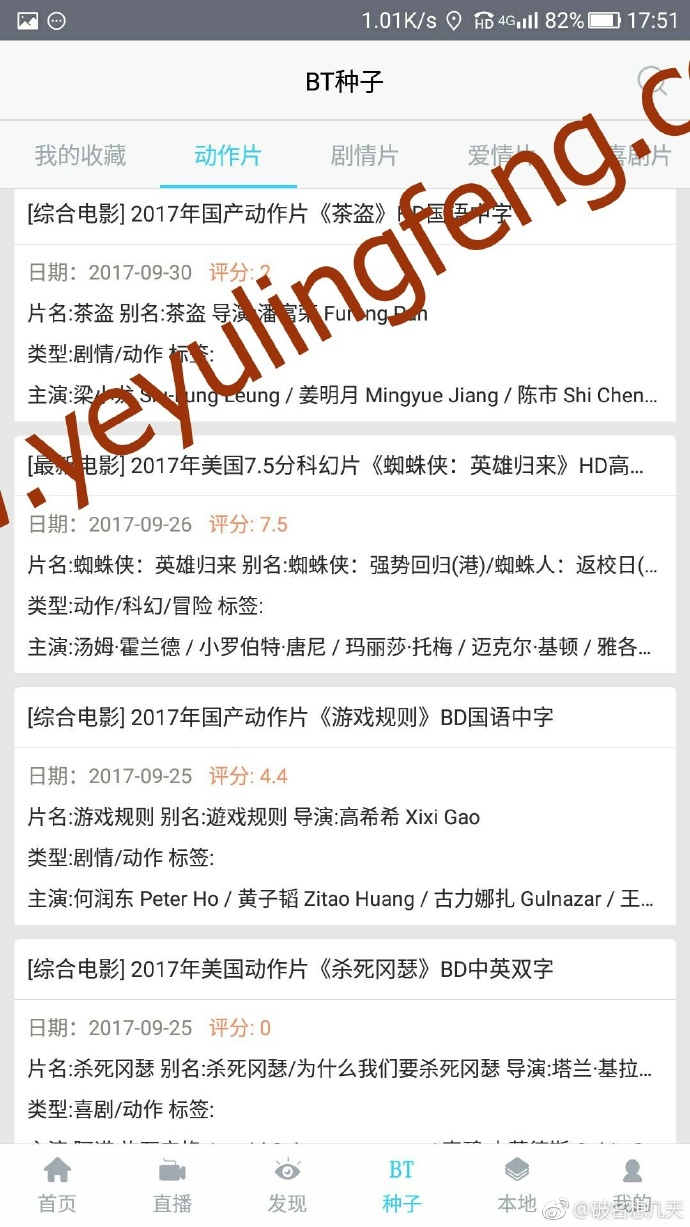 1.01K/s HD 4G 82% 17:51
BT种子
我的收藏 动作片 剧情片 爱情片 喜剧片
[综合电影] 2017年国产动作片《茶盗》HD国语中字
日期：2017-09-30 评分: 2
片名:茶盗 别名:茶盗 导演:潘富荣 Furong Pan
类型:剧情/动作 标签:
主演:梁小龙 Siu-Lung Leung / 姜明月 Mingyue Jiang / 陈市 Shi Chen...
.yeyulingfeng.c
[最新电影] 2017年美国7.5分科幻片《蜘蛛侠：英雄归来》HD高...
日期：2017-09-26 评分: 7.5
片名:蜘蛛侠：英雄归来 别名:蜘蛛侠：强势回归(港)/蜘蛛人：返校日(...
类型:动作/科幻/冒险 标签:
主演:汤姆·霍兰德 / 小罗伯特·唐尼 / 玛丽莎·托梅 / 迈克尔·基顿 / 雅各...
[综合电影] 2017年国产动作片《游戏规则》BD国语中字
日期：2017-09-25 评分: 4.4
片名:游戏规则 别名:遊戏规则 导演:高希希 Xixi Gao
类型:剧情/动作 标签:
主演:何润东 Peter Ho / 黄子韬 Zitao Huang / 古力娜扎 Gulnazar / 王...
[综合电影] 2017年美国动作片《杀死冈瑟》BD中英双字
日期：2017-09-25 评分: 0
片名:杀死冈瑟 别名:杀死冈瑟/为什么我们要杀死冈瑟 导演:塔兰·基拉...
类型:喜剧/动作 标签:
BT
首页 直播 发现 种子 本地 我的
@破名想几天